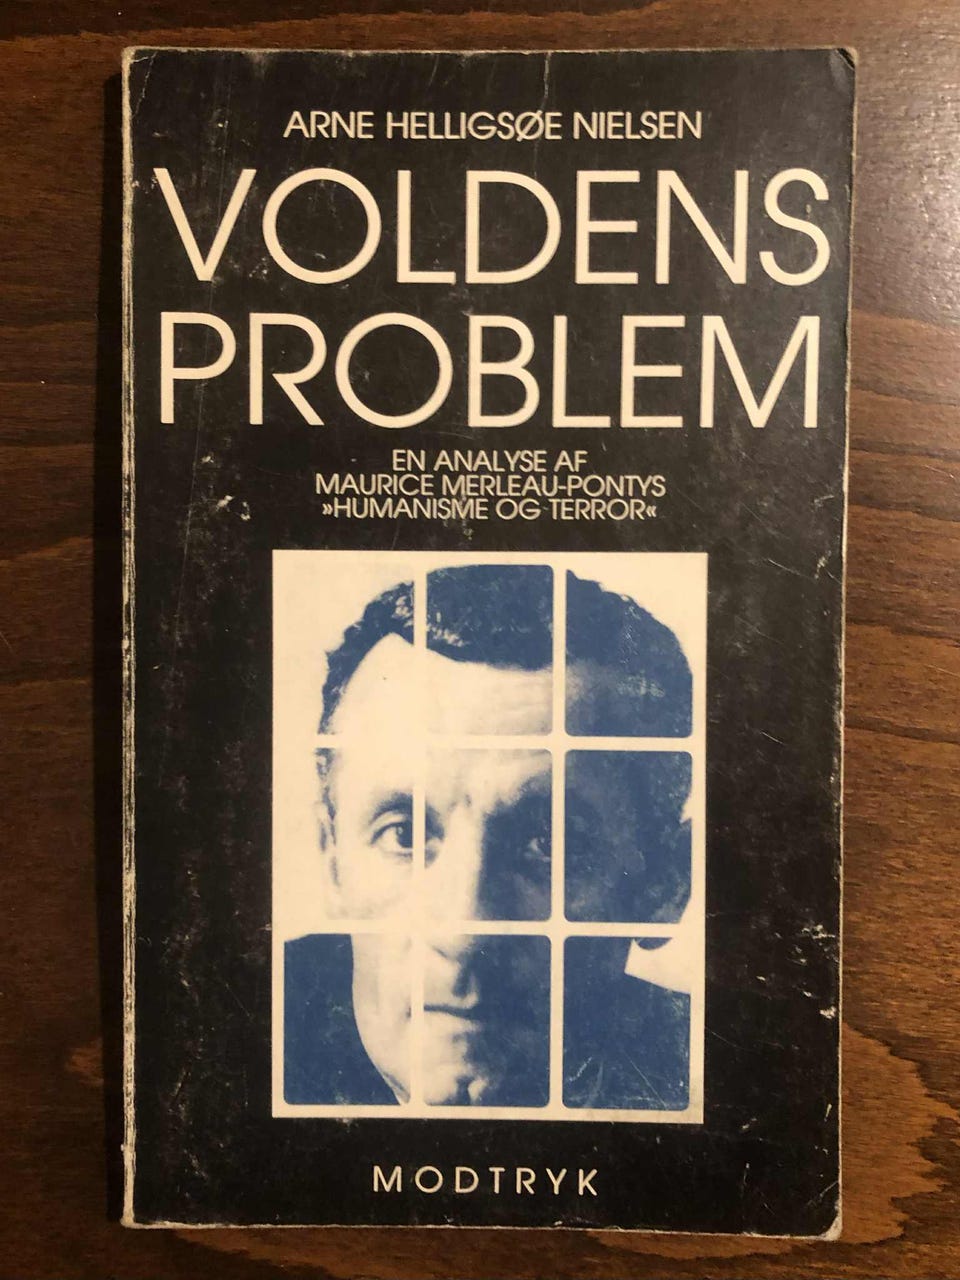 ARNE HELLIGSØE NIELSEN
VOLDENS
PROBLEM
EN ANALYSE AF
MAURICE MERLEAU-PONTYS
»HUMANISME OG TERROR«
MODTRYK